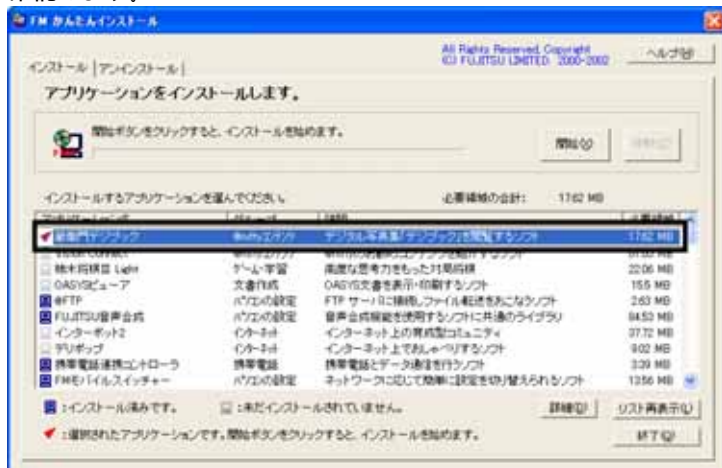 FM かんたんインストール
All Rights Reserved, Copyright
(C) FUJITSU LIMITED 2000-2002
ヘルプ(H)
インストール | アンインストール |
アプリケーションをインストールします。
開始ボタンをクリックすると、インストールを始めます。
開始(X)
インストールするアプリケーションを選んでください。 必要領域の合計: 17.62 MB
デジタル写真集「デジブック」を閲覧するソフト 17.62 MB
柿木将棋Ⅲ Light ゲーム・学習 高度な思考力をもった対局将棋 22.06 MB
OASYSビューア 文書作成 OASYS文書を表示・印刷するソフト 15.5 MB
@FTP パソコンの設定 FTP サーバに接続しファイル転送をおこなうソフト 2.63 MB
FUJITSU音声合成 パソコンの設定 音声合成機能を使用するソフトに共通のライブラリ 84.53 MB
インターポット2 インターネット インターネット上の育成型コミュニティ 37.72 MB
デリポップ インターネット インターネット上でおしゃべりするソフト 9.02 MB
携帯電話連携コントローラ 携帯電話 携帯電話とデータ通信を行うソフト 3.39 MB
FMモバイルスイッチャー パソコンの設定 ネットワークに応じて簡単に設定を切り替えられるソフト 13.56 MB
:インストール済みです。 :未だインストールされていません。 詳細(D) リスト再表示(L)
:選択されたアプリケーションです。開始ボタンをクリックすると、インストールを始めます。 終了(Q)